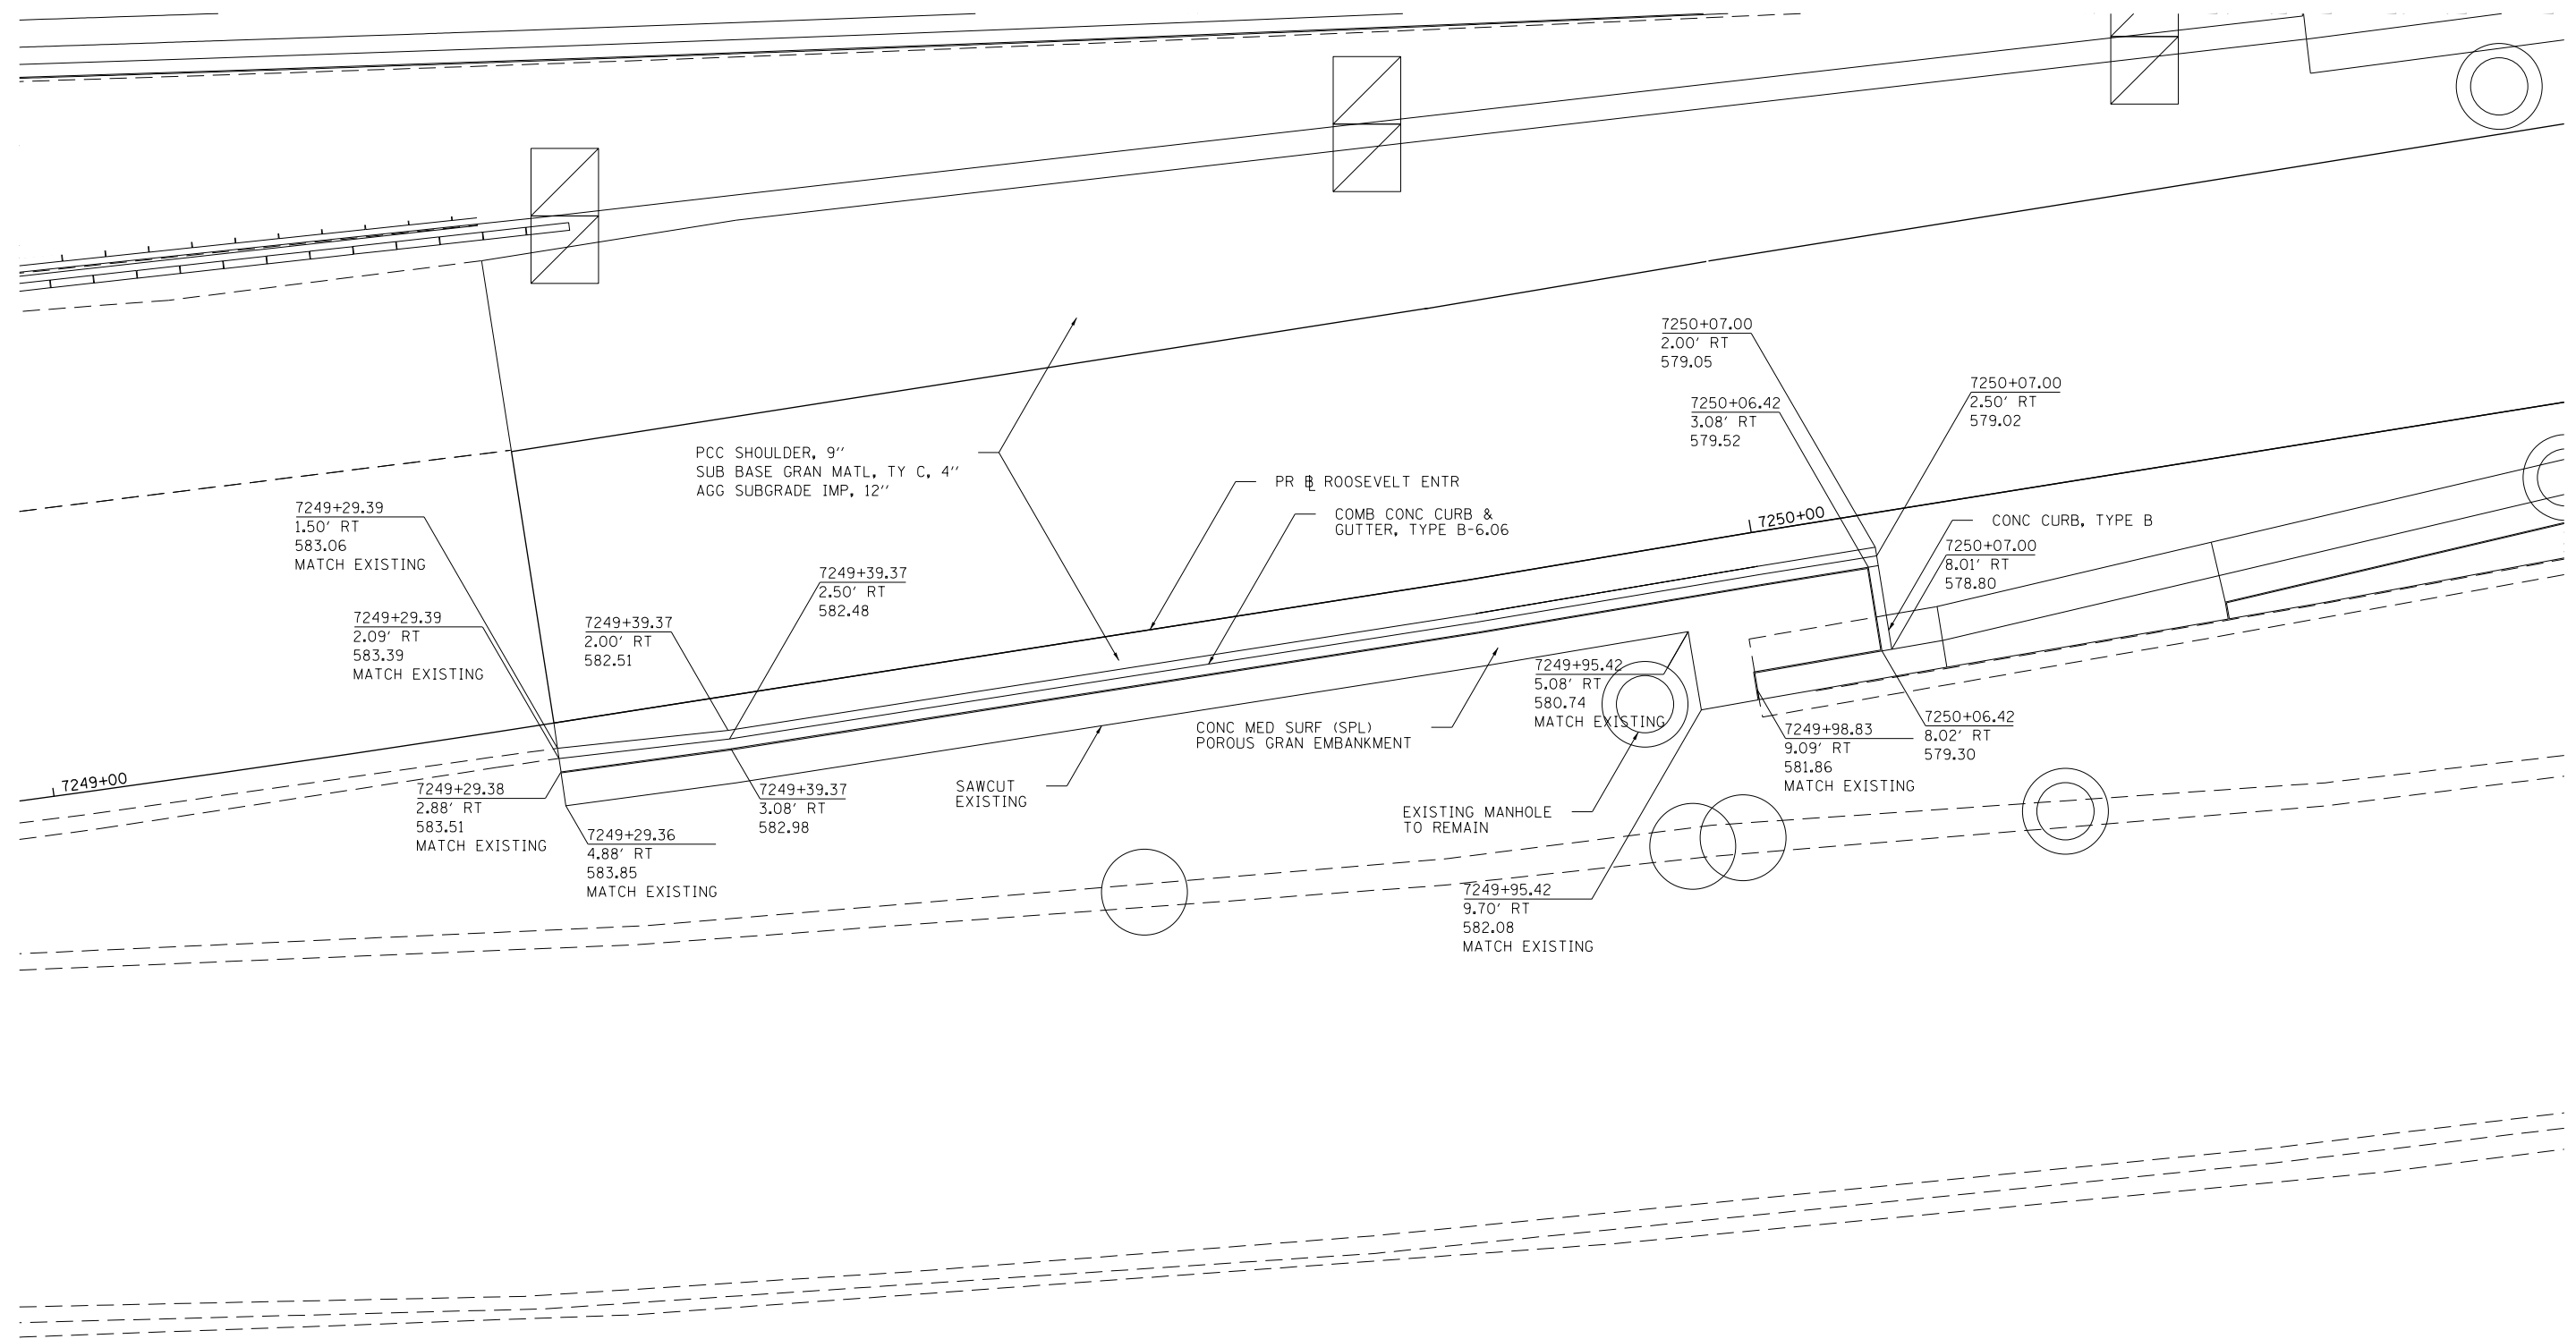 7250+07.00
2.00' RT
579.05
7250+07.00
2.50' RT
579.02
7250+06.42
3.08' RT
579.52
PCC SHOULDER, 9''
SUB BASE GRAN MATL, TY C, 4''
AGG SUBGRADE IMP, 12''
PR ROOSEVELT ENTR
COMB CONC CURB &
GUTTER, TYPE B-6.06
7250+00
CONC CURB, TYPE B
7250+07.00
8.01' RT
578.80
7249+29.39
1.50' RT
583.06
MATCH EXISTING
7249+39.37
2.50' RT
582.48
7249+29.39
2.09' RT
583.39
MATCH EXISTING
7249+39.37
2.00' RT
582.51
7249+95.42
5.08' RT
580.74
MATCH EXISTING
CONC MED SURF (SPL)
POROUS GRAN EMBANKMENT
7249+98.83
9.09' RT
581.86
MATCH EXISTING
7250+06.42
8.02' RT
579.30
7249+00
7249+29.38
2.88' RT
583.51
MATCH EXISTING
7249+39.37
3.08' RT
582.98
SAWCUT
EXISTING
EXISTING MANHOLE
TO REMAIN
7249+29.36
4.88' RT
583.85
MATCH EXISTING
7249+95.42
9.70' RT
582.08
MATCH EXISTING